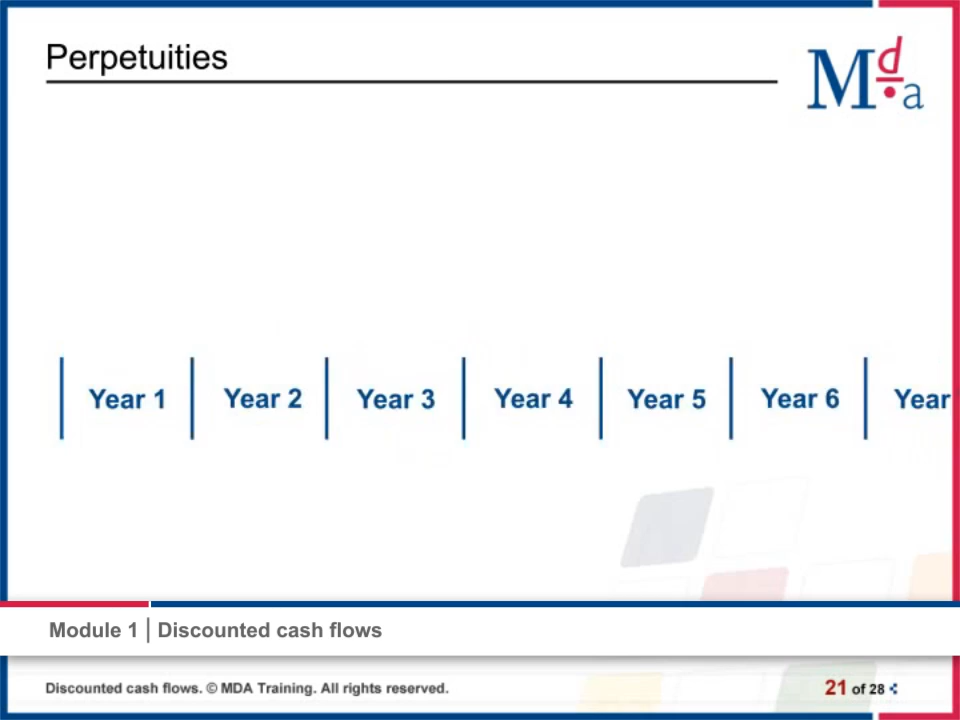 Perpetuities
Mda
Year 1 Year 2 Year 3 Year 4 Year 5 Year 6 Year
Module 1 | Discounted cash flows
Discounted cash flows. © MDA Training. All rights reserved.
21 of 28